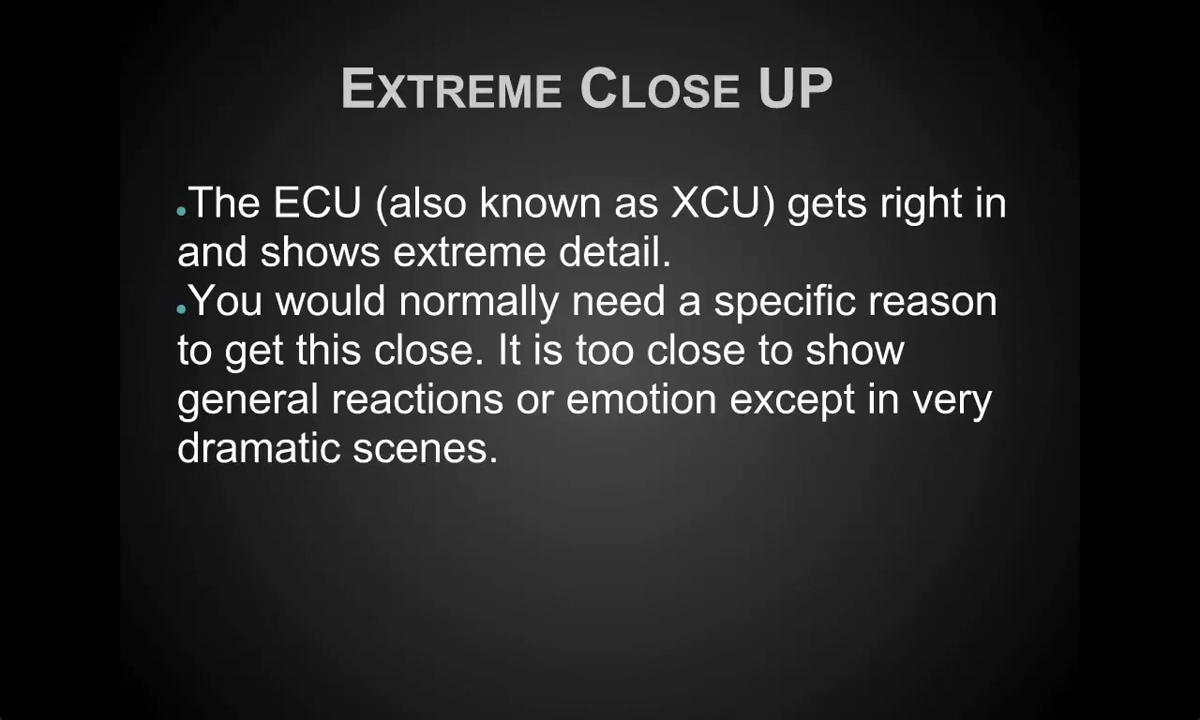 EXTREME CLOSE UP
•The ECU (also known as XCU) gets right in
and shows extreme detail.
•You would normally need a specific reason
to get this close. It is too close to show
general reactions or emotion except in very
dramatic scenes.